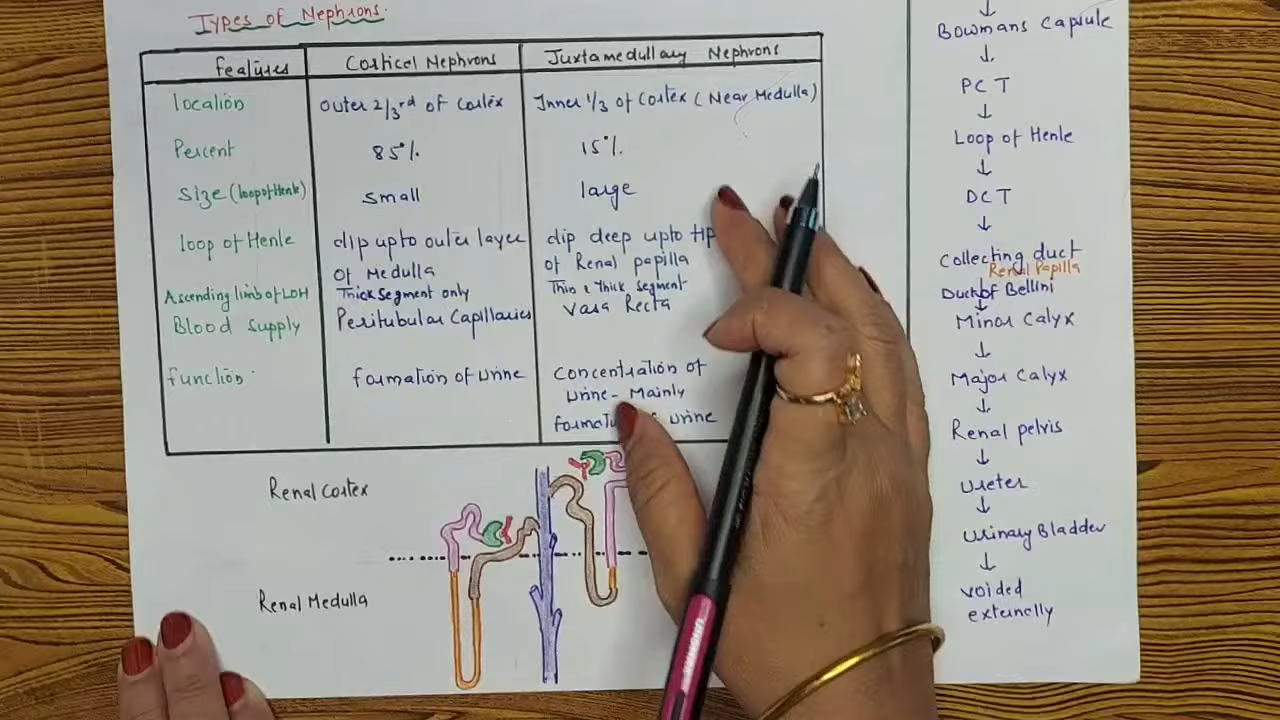 Types of Nephrons.
features
Cortical Nephrons
Juxtamedullary Nephrons
location
outer 2/3rd of Cortex
Inner 1/3 of Cortex (Near Medulla)
Percent
85%
15%
Size (loop of Henle)
small
large
loop of Henle
dip upto outer layer
of Medulla
dip deep upto tip
of Renal papilla
Ascending limb of LOH
Thick Segment only
Thin & Thick Segment
Blood supply
Peritubular Capillaries
Vasa Recta
function
formation of urine
Concentration of
urine - Mainly
urine
Renal Cortex
Renal Medulla
↓
Bowmans Capsule
↓
PCT
↓
Loop of Henle
↓
DCT
↓
Collecting duct
Renal Papilla
Duct of Bellini
↓
Minor Calyx
↓
Major Calyx
↓
Renal pelvis
↓
Ureter
↓
Urinary Bladder
↓
voided
externelly